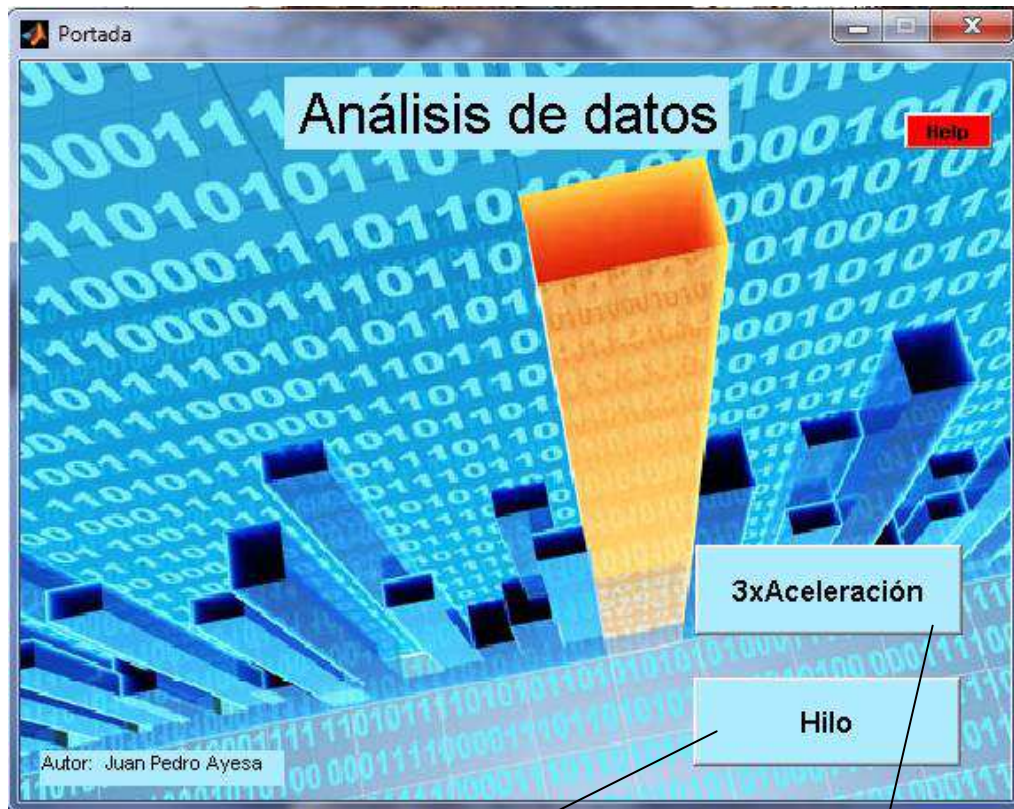 Portada
Análisis de datos
Help
3xAceleración
Hilo
Autor: Juan Pedro Ayesa